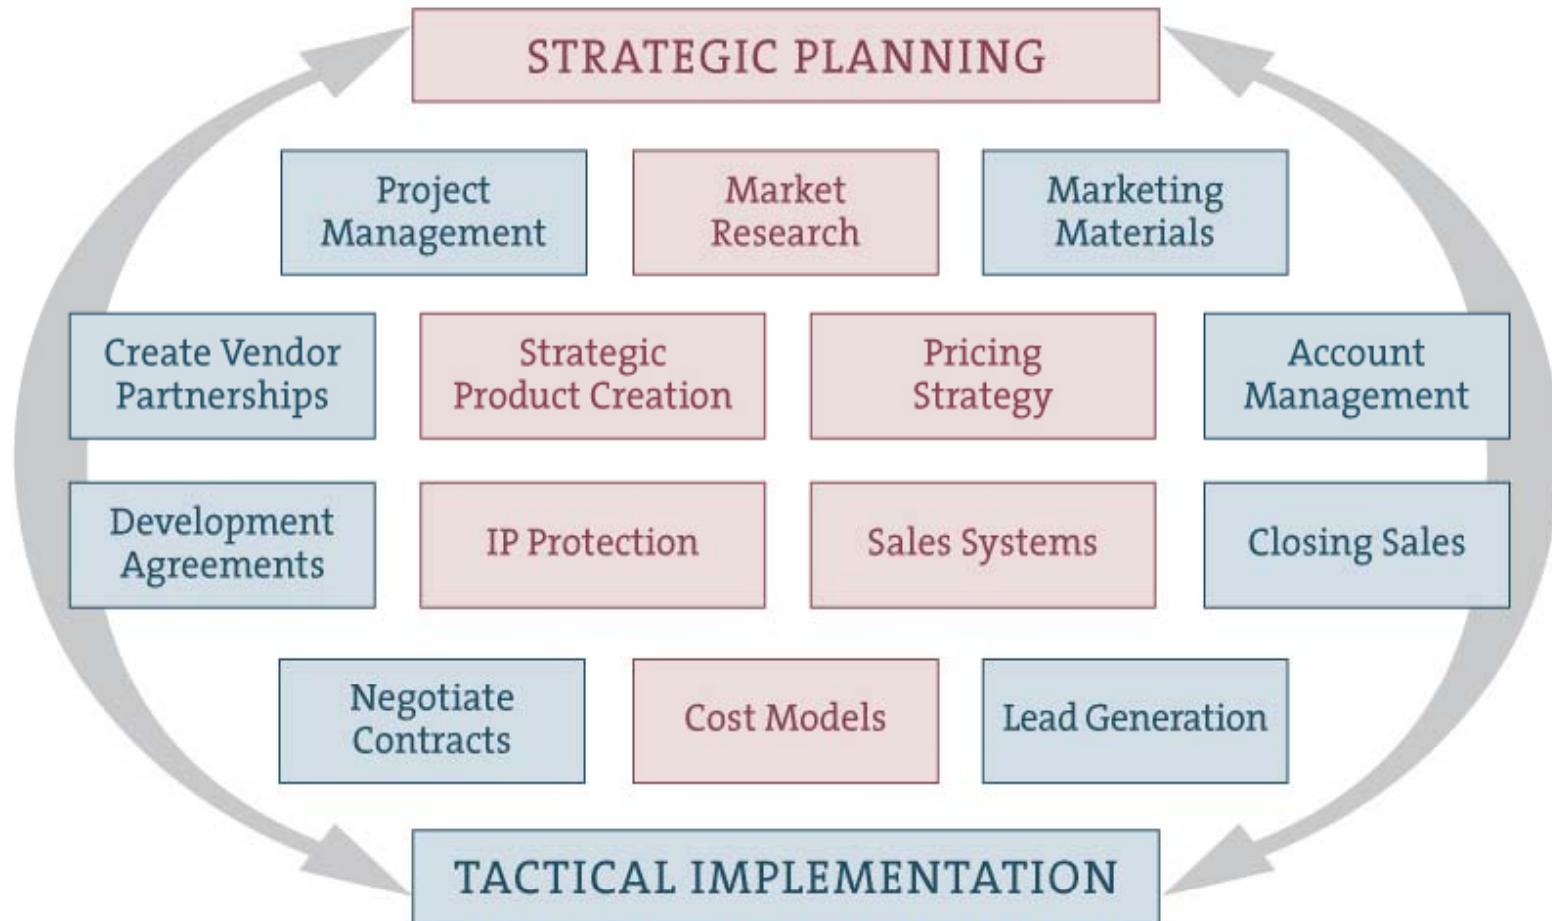 STRATEGIC PLANNING
Project
Management
Market
Research
Marketing
Materials
Create Vendor
Partnerships
Strategic
Product Creation
Pricing
Strategy
Account
Management
Development
Agreements
IP Protection
Sales Systems
Closing Sales
Negotiate
Contracts
Cost Models
Lead Generation
TACTICAL IMPLEMENTATION